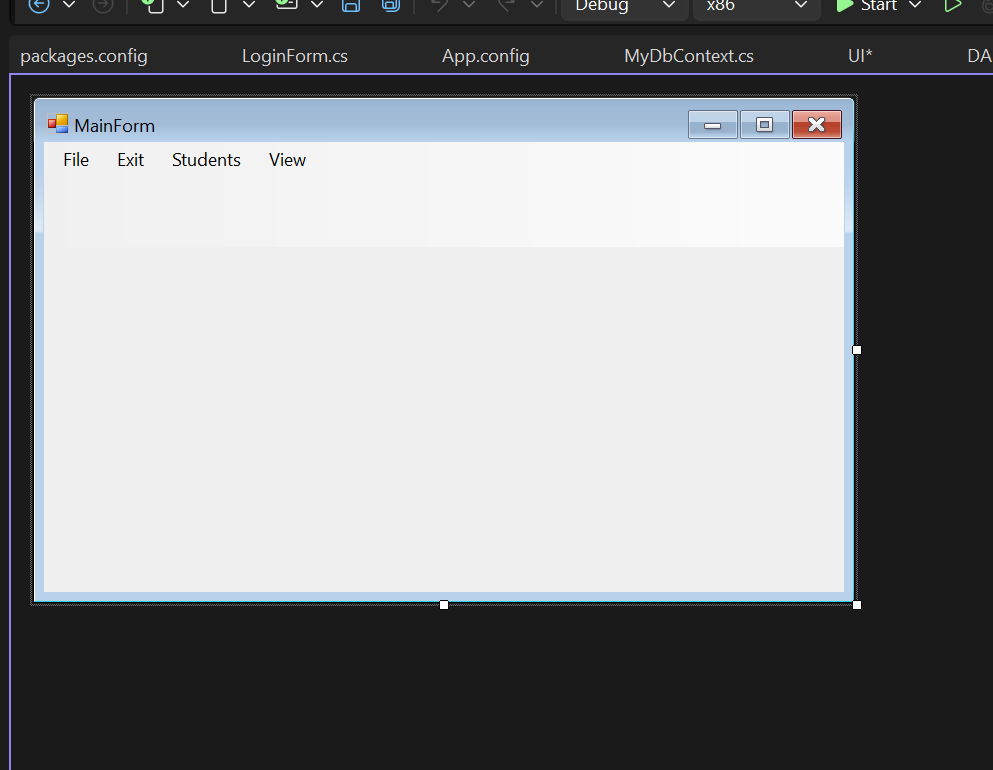 Debug x86 Start
packages.config LoginForm.cs App.config MyDbContext.cs UI* DA
MainForm
File Exit Students View